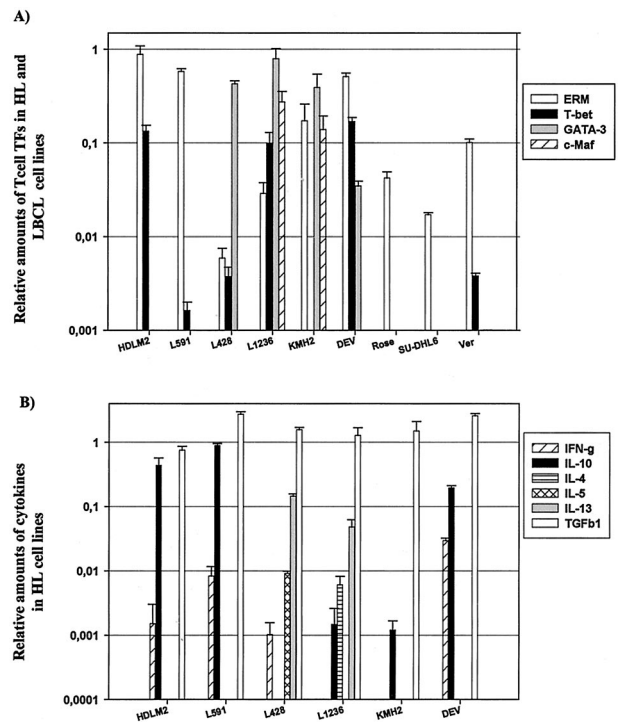 A)
Relative amounts of Tcell TFs in HL and
LBCL cell lines
1
0,1
0,01
0,001
HDLM2
L591
L428
L1236
KMH2
DEV
Rose
SU-DHL6
Ver
ERM
T-bet
GATA-3
c-Maf
B)
Relative amounts of cytokines
in HL cell lines
1
0,1
0,01
0,001
0,0001
HDLM2
L591
L428
L1236
KMH2
DEV
IFN-g
IL-10
IL-4
IL-5
IL-13
TGFb1